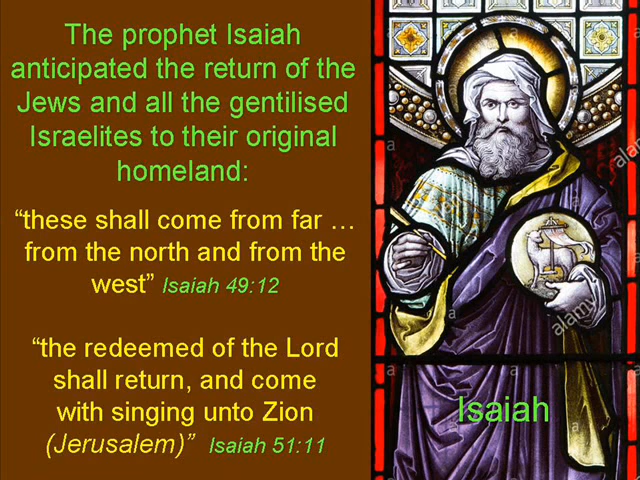 The prophet Isaiah
anticipated the return of the
Jews and all the gentilised
Israelites to their original
homeland:
“these shall come from far …
from the north and from the
west” Isaiah 49:12
“the redeemed of the Lord
shall return, and come
with singing unto Zion
(Jerusalem)” Isaiah 51:11
Isaiah
alamy
alamy
a
a
a
a
a